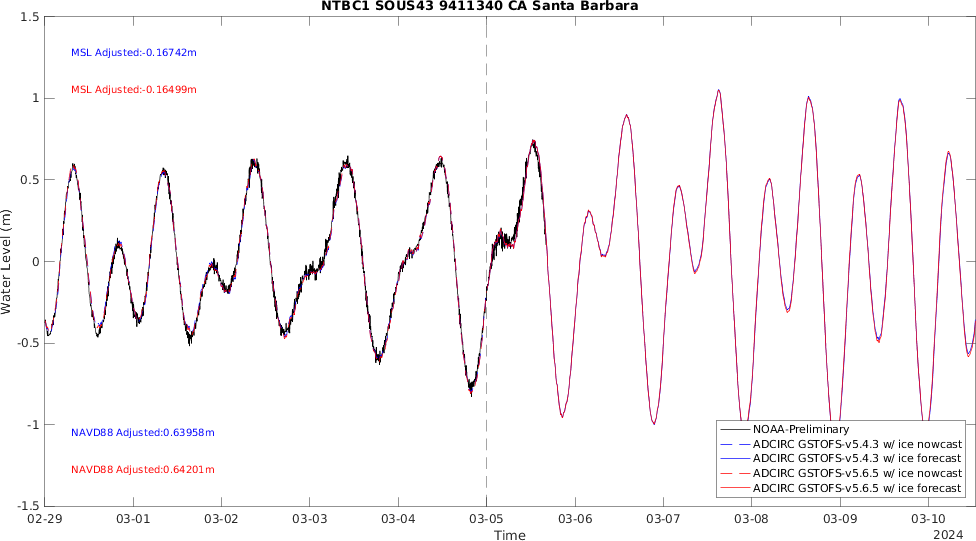 NTBC1 SOUS43 9411340 CA Santa Barbara
1.5
1
0.5
0
-0.5
-1
-1.5
Water Level (m)
MSL Adjusted:-0.16742m
MSL Adjusted:-0.16499m
NAVD88 Adjusted:0.63958m
NAVD88 Adjusted:0.64201m
NOAA-Preliminary
ADCIRC GSTOFS-v5.4.3 w/ ice nowcast
ADCIRC GSTOFS-v5.4.3 w/ ice forecast
ADCIRC GSTOFS-v5.6.5 w/ ice nowcast
ADCIRC GSTOFS-v5.6.5 w/ ice forecast
02-29 03-01 03-02 03-03 03-04 03-05 03-06 03-07 03-08 03-09 03-10
Time
2024